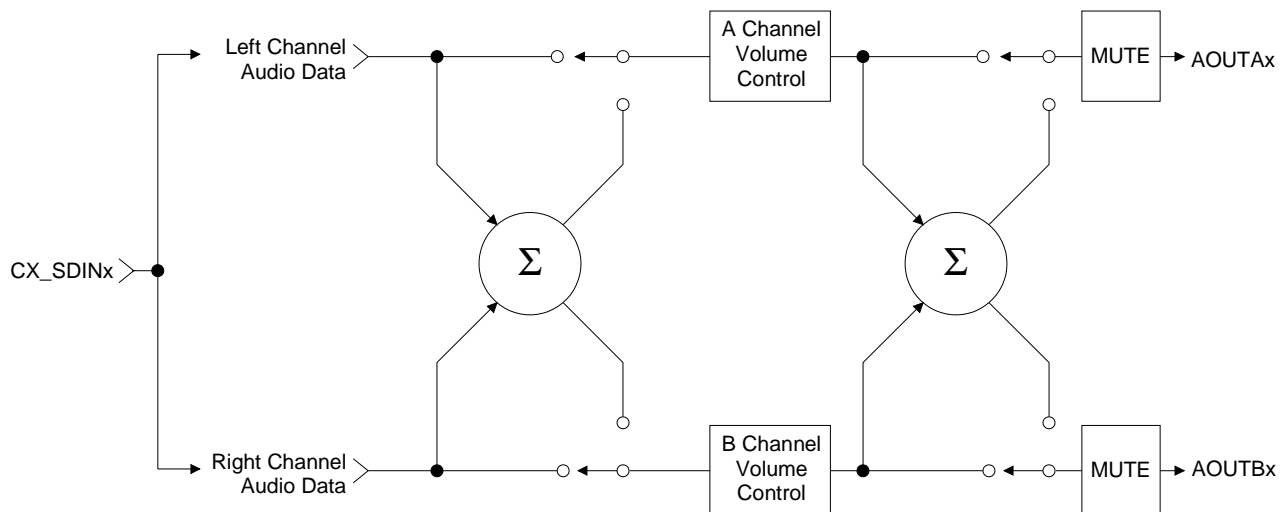 Left Channel
Audio Data
A Channel
Volume
Control
MUTE
AOUTAx
CX_SDINx
Σ
Σ
Right Channel
Audio Data
B Channel
Volume
Control
MUTE
AOUTBx